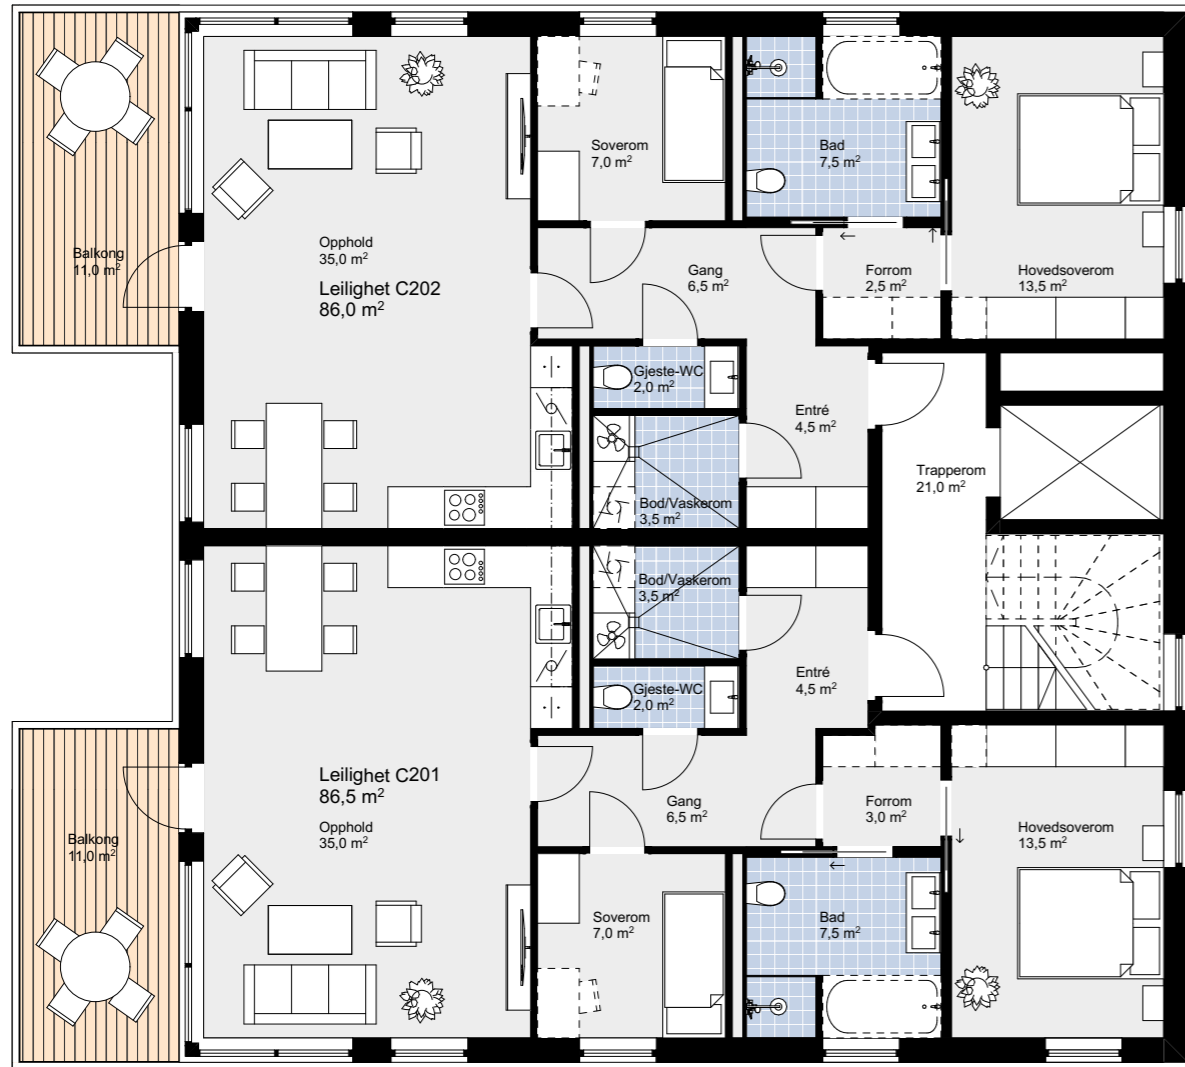 Soverom
7,0 m²
Bad
7,5 m²
Balkong
11,0 m²
Opphold
35,0 m²
Leilighet C202
86,0 m²
Gang
6,5 m²
Forrom
2,5 m²
Hovedsoverom
13,5 m²
Gjeste-WC
2,0 m²
Entré
4,5 m²
Trapperom
21,0 m²
Bod/Vaskerom
3,5 m²
Bod/Vaskerom
3,5 m²
Entré
4,5 m²
Gjeste-WC
2,0 m²
Leilighet C201
86,5 m²
Opphold
35,0 m²
Balkong
11,0 m²
Gang
6,5 m²
Forrom
3,0 m²
Hovedsoverom
13,5 m²
Soverom
7,0 m²
Bad
7,5 m²